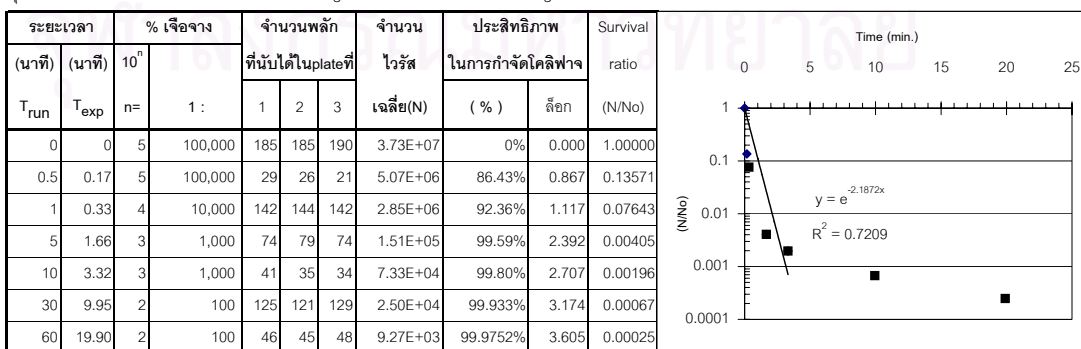 ระยะเวลา % เจือจาง จำนวนพลัก จำนวน ประสิทธิภาพ Survival
(นาที) (นาที) 10^n ที่นับได้ในplateที่ ไวรัส ในการกำจัดโคลิฟาจ ratio
Trun Texp n= 1 : 1 2 3 เฉลี่ย(N) ( % ) ล็อก (N/No)
0 0 5 100,000 185 185 190 3.73E+07 0% 0.000 1.00000
0.5 0.17 5 100,000 29 26 21 5.07E+06 86.43% 0.867 0.13571
1 0.33 4 10,000 142 144 142 2.85E+06 92.36% 1.117 0.07643
5 1.66 3 1,000 74 79 74 1.51E+05 99.59% 2.392 0.00405
10 3.32 3 1,000 41 35 34 7.33E+04 99.80% 2.707 0.00196
30 9.95 2 100 125 121 129 2.50E+04 99.933% 3.174 0.00067
60 19.90 2 100 46 45 48 9.27E+03 99.9752% 3.605 0.00025
Time (min.)
0 5 10 15 20 25
1
0.1
0.01
0.001
0.0001
(N/No)
y = e^-2.1872x
R^2 = 0.7209